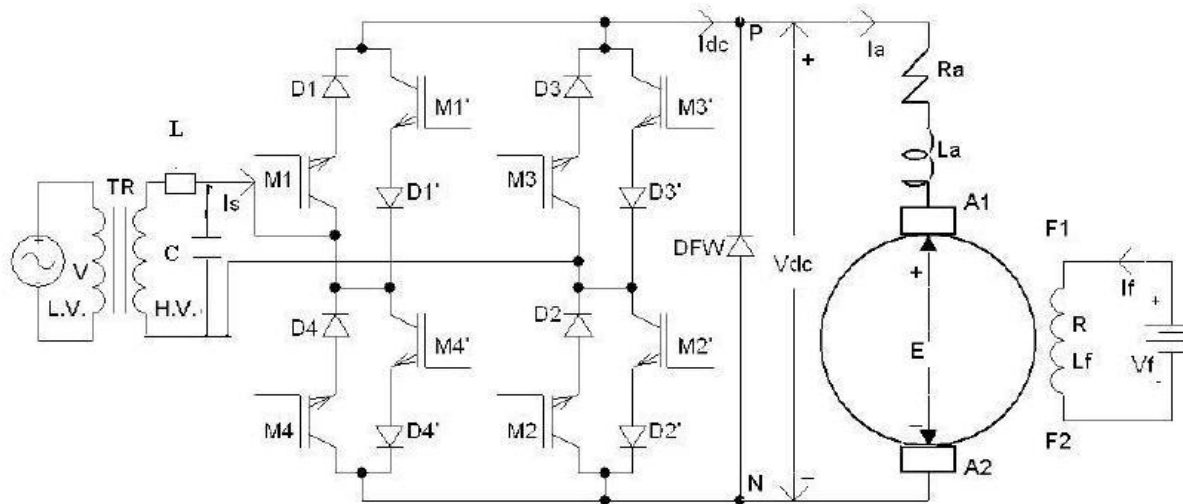 Idc
P
Ia
Ra
D1
M1'
D3
M3'
La
L
TR
Is
M1
D1'
M3
D3'
A1
F1
C
V
DFW
Vdc
+
+
+
If
L.V.
H.V.
D4
M4'
D2
M2'
E
R
Lf
Vf
-
M4
D4'
M2
D2'
F2
A2
N
-
-